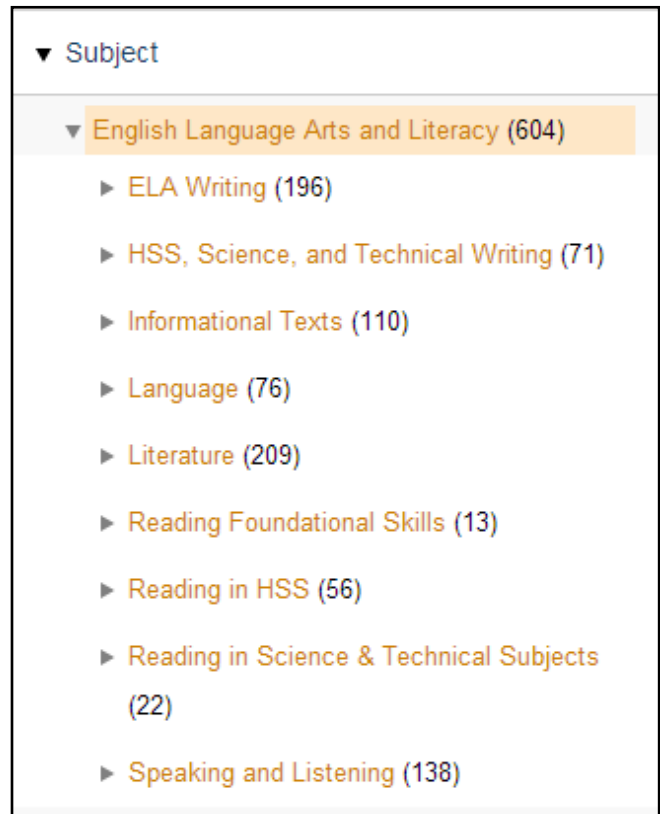 Subject
English Language Arts and Literacy (604)
ELA Writing (196)
HSS, Science, and Technical Writing (71)
Informational Texts (110)
Language (76)
Literature (209)
Reading Foundational Skills (13)
Reading in HSS (56)
Reading in Science & Technical Subjects
(22)
Speaking and Listening (138)